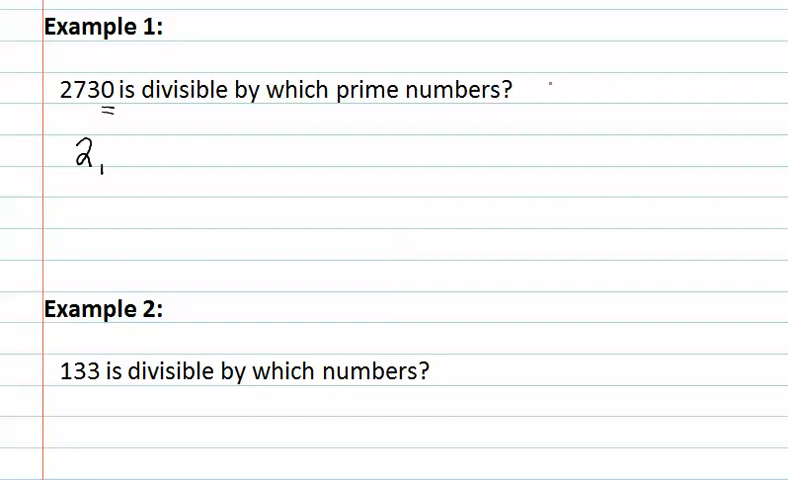 Example 1:
2730 is divisible by which prime numbers?
2,
Example 2:
133 is divisible by which numbers?